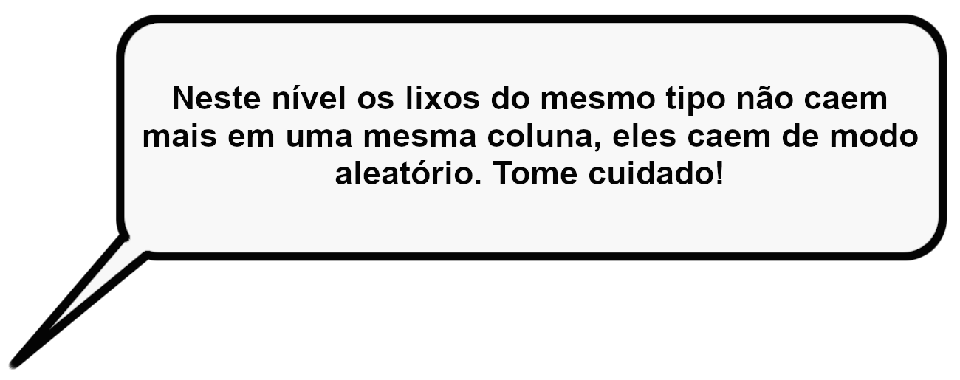 Neste nível os lixos do mesmo tipo não caem
mais em uma mesma coluna, eles caem de modo
aleatório. Tome cuidado!